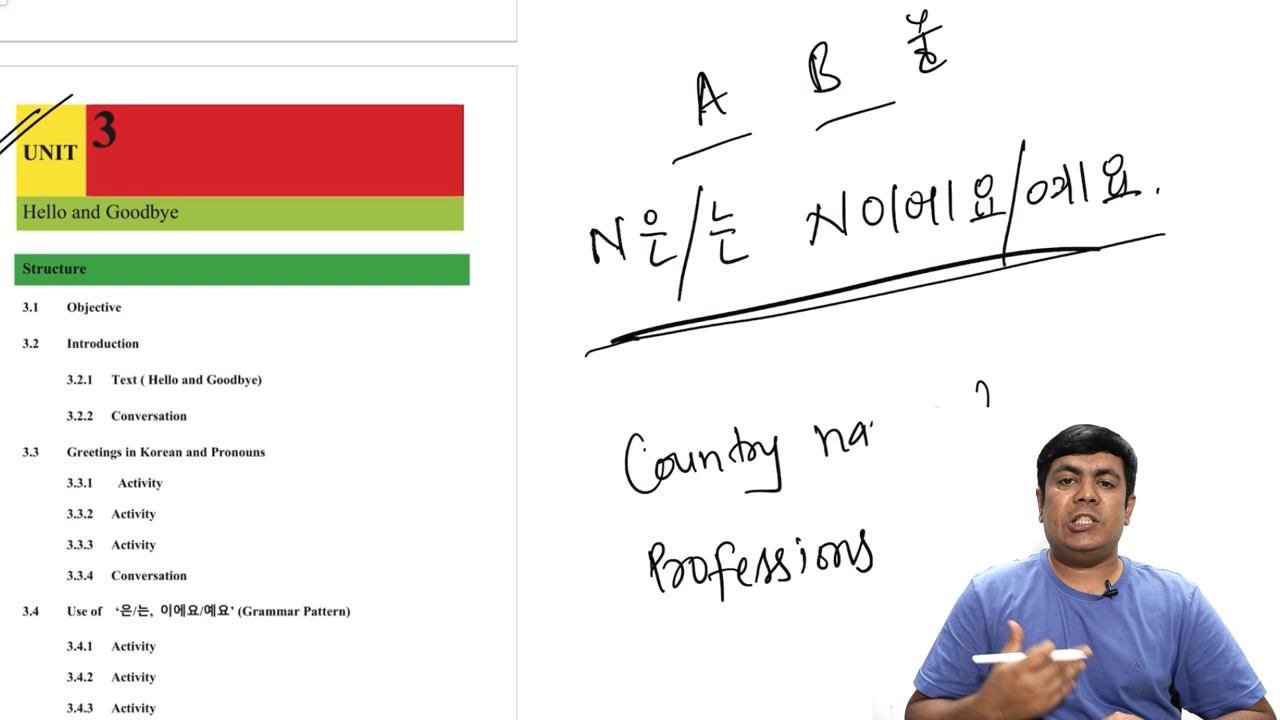 UNIT 3
Hello and Goodbye
Structure
3.1 Objective
3.2 Introduction
3.2.1 Text ( Hello and Goodbye)
3.2.2 Conversation
3.3 Greetings in Korean and Pronouns
3.3.1 Activity
3.3.2 Activity
3.3.3 Activity
3.3.4 Conversation
3.4 Use of ‘은/는, 이에요/예요’ (Grammar Pattern)
3.4.1 Activity
3.4.2 Activity
3.4.3 Activity
A B
N은/는 N이에요/예요.
Country na
Professions